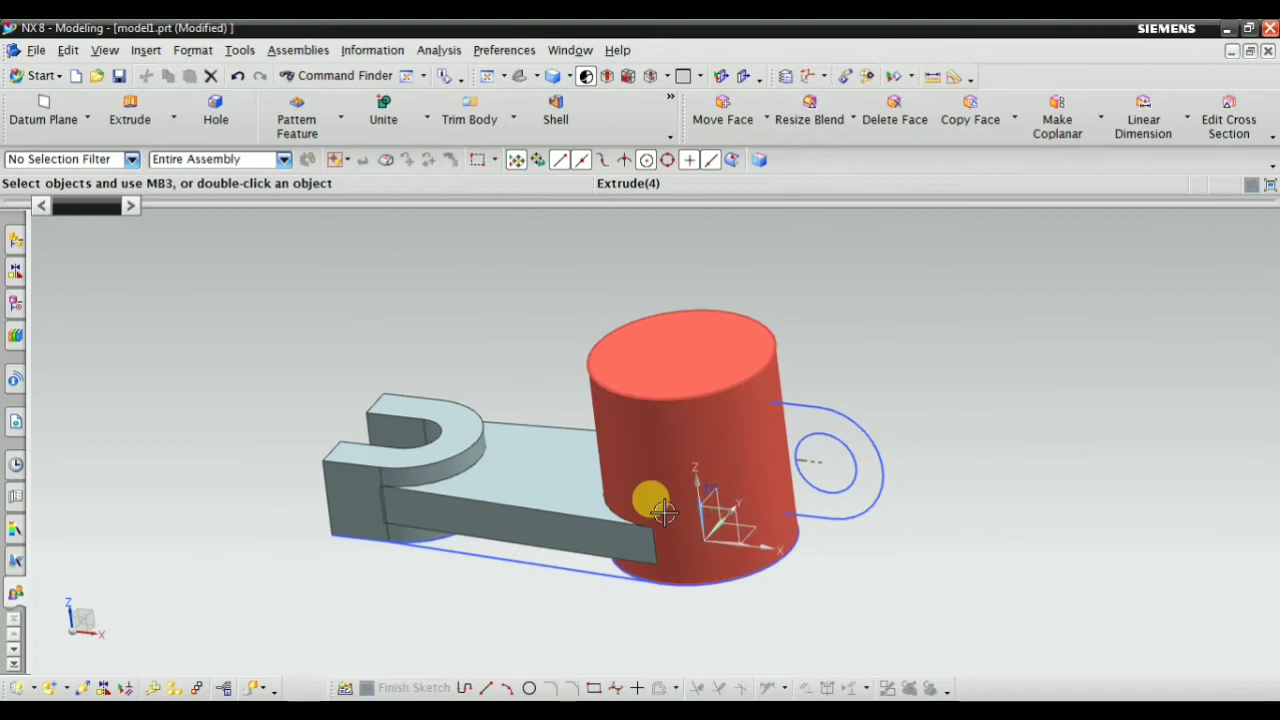 NX 8 - Modeling - [model1.prt (Modified) ]
SIEMENS
File Edit View Insert Format Tools Assemblies Information Analysis Preferences Window Help
Start Command Finder
Datum Plane Extrude Hole Pattern Feature Unite Trim Body Shell Move Face Resize Blend Delete Face Copy Face Make Coplanar Linear Dimension Edit Cross Section
No Selection Filter Entire Assembly
Select objects and use MB3, or double-click an object Extrude(4)
Z
Y
X
Z
X
Finish Sketch